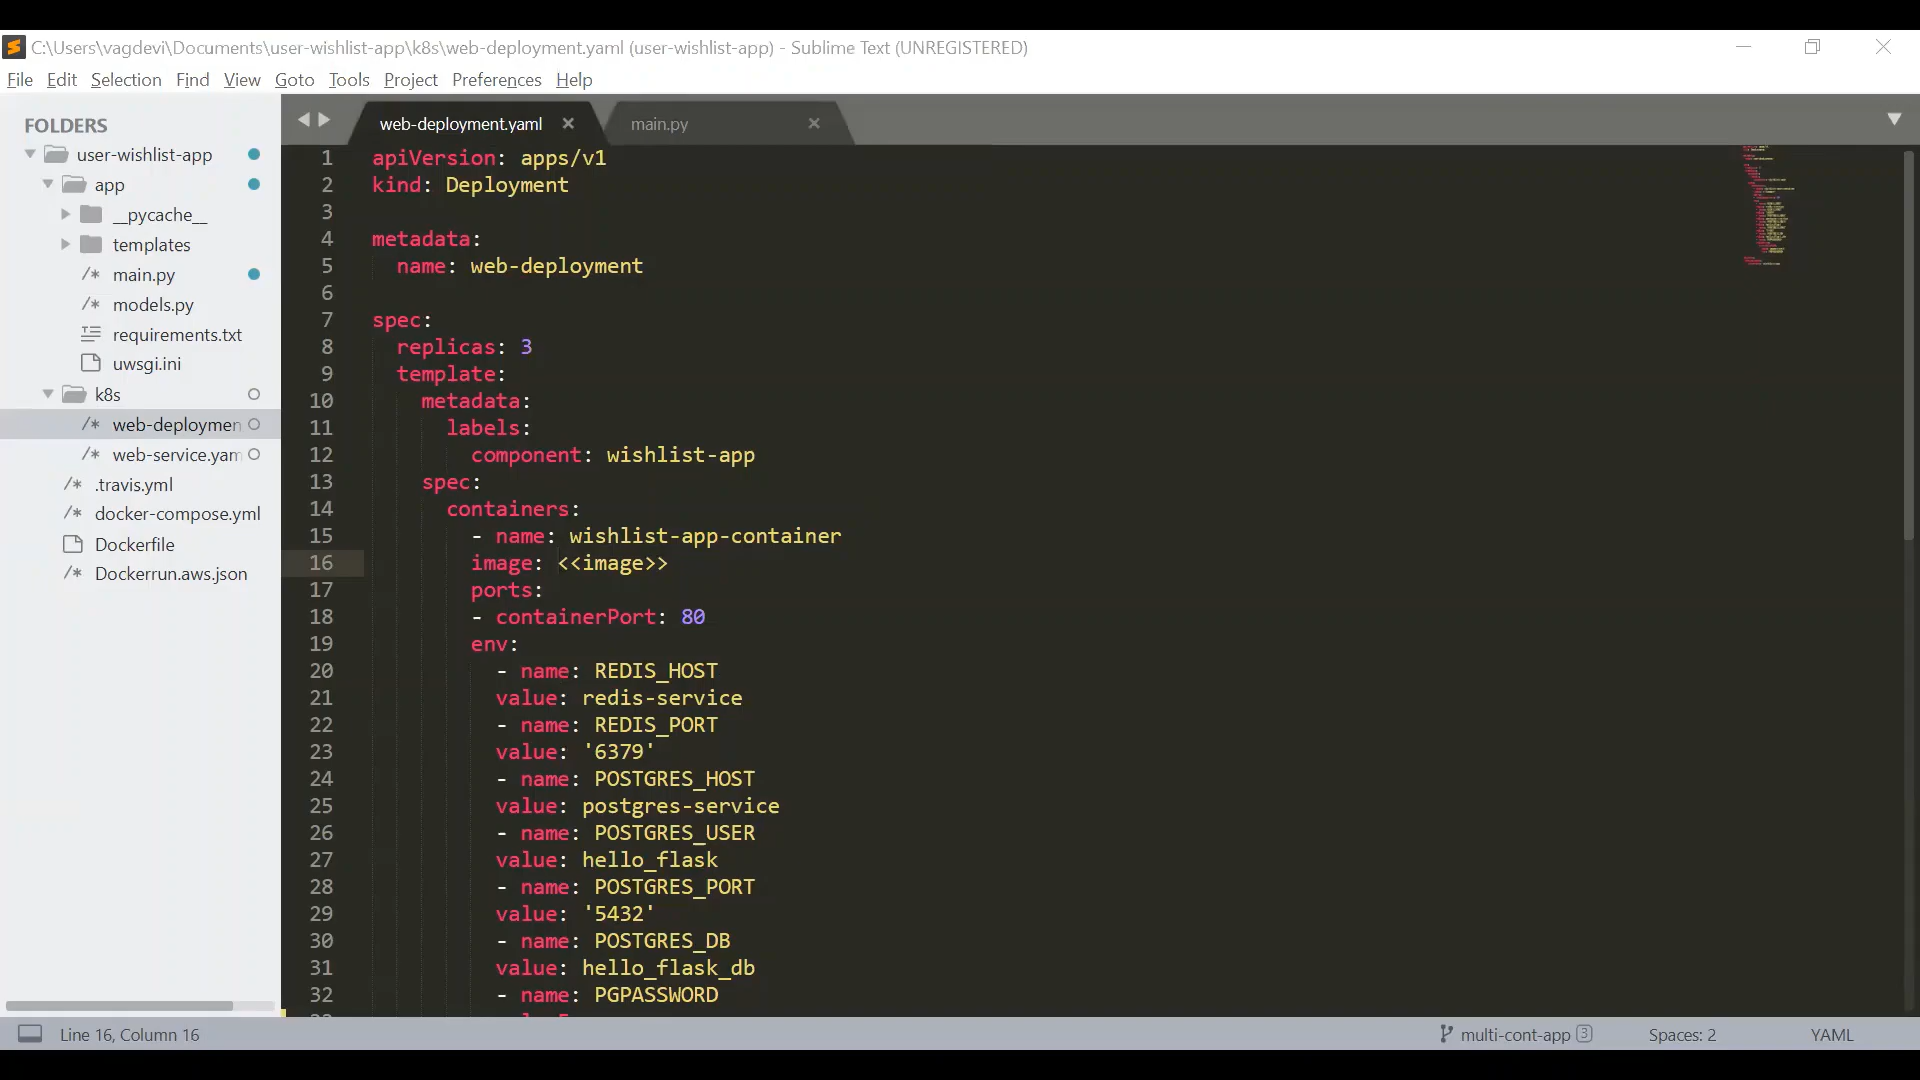 C:\Users\vagdevi\Documents\user-wishlist-app\k8s\web-deployment.yaml (user-wishlist-app) - Sublime Text (UNREGISTERED)
File Edit Selection Find View Goto Tools Project Preferences Help
FOLDERS
user-wishlist-app
app
__pycache__
templates
main.py
models.py
requirements.txt
uwsgi.ini
k8s
web-deploymen
web-service.yam
.travis.yml
docker-compose.yml
Dockerfile
Dockerrun.aws.json
web-deployment.yaml
main.py
1 apiVersion: apps/v1
2 kind: Deployment
3
4 metadata:
5 name: web-deployment
6
7 spec:
8 replicas: 3
9 template:
10 metadata:
11 labels:
12 component: wishlist-app
13 spec:
14 containers:
15 - name: wishlist-app-container
16 image: <<image>>
17 ports:
18 - containerPort: 80
19 env:
20 - name: REDIS_HOST
21 value: redis-service
22 - name: REDIS_PORT
23 value: '6379'
24 - name: POSTGRES_HOST
25 value: postgres-service
26 - name: POSTGRES_USER
27 value: hello_flask
28 - name: POSTGRES_PORT
29 value: '5432'
30 - name: POSTGRES_DB
31 value: hello_flask_db
32 - name: PGPASSWORD
Line 16, Column 16
multi-cont-app 3
Spaces: 2
YAML